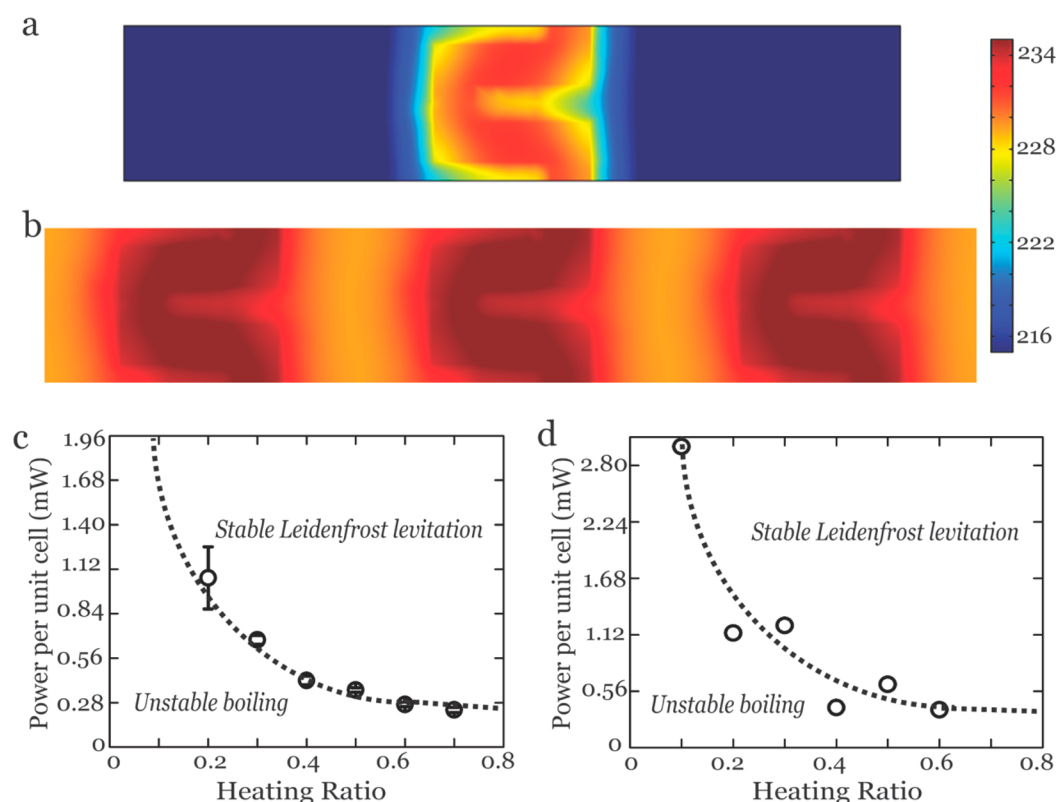 a
234
228
222
216
b
c
Power per unit cell (mW)
1.96
1.68
1.40
1.12
0.84
0.56
0.28
0
Stable Leidenfrost levitation
Unstable boiling
0 0.2 0.4 0.6 0.8
Heating Ratio
d
Power per unit cell (mW)
2.80
2.24
1.68
1.12
0.56
0
Stable Leidenfrost levitation
Unstable boiling
0 0.2 0.4 0.6 0.8
Heating Ratio